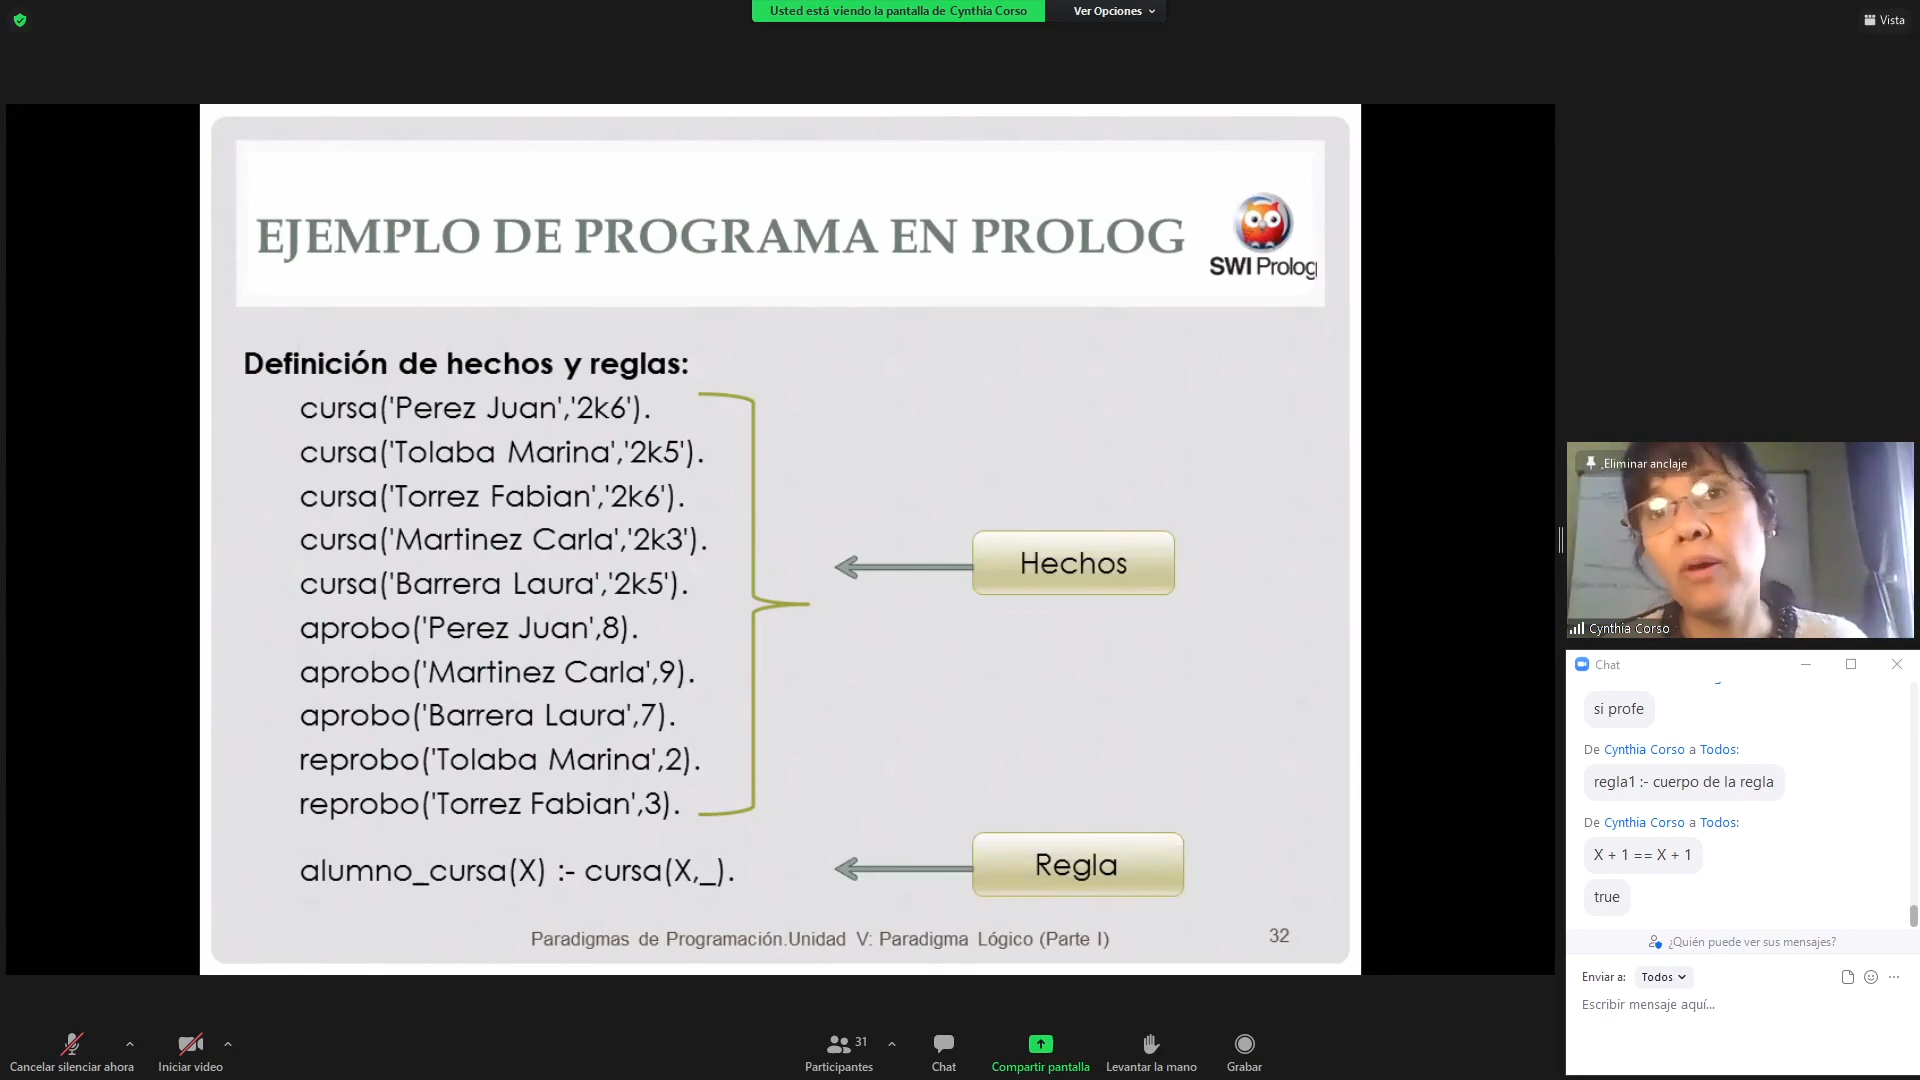 Usted está viendo la pantalla de Cynthia Corso
Ver Opciones
Vista
EJEMPLO DE PROGRAMA EN PROLOG
SWI Prolog
Definición de hechos y reglas:
cursa('Perez Juan','2k6').
cursa('Tolaba Marina','2k5').
cursa('Torrez Fabian','2k6').
cursa('Martinez Carla','2k3').
cursa('Barrera Laura','2k5').
aprobo('Perez Juan',8).
aprobo('Martinez Carla',9).
aprobo('Barrera Laura',7).
reprobo('Tolaba Marina',2).
reprobo('Torrez Fabian',3).
Hechos
alumno_cursa(X) :- cursa(X,_).
Regla
Paradigmas de Programación.Unidad V: Paradigma Lógico (Parte I)
32
Eliminar anclaje
Cynthia Corso
Chat
si profe
De Cynthia Corso a Todos:
regla1 :- cuerpo de la regla
De Cynthia Corso a Todos:
X + 1 == X + 1
true
¿Quién puede ver sus mensajes?
Enviar a: Todos
Escribir mensaje aquí...
Cancelar silenciar ahora
Iniciar video
31
Participantes
Chat
Compartir pantalla
Levantar la mano
Grabar